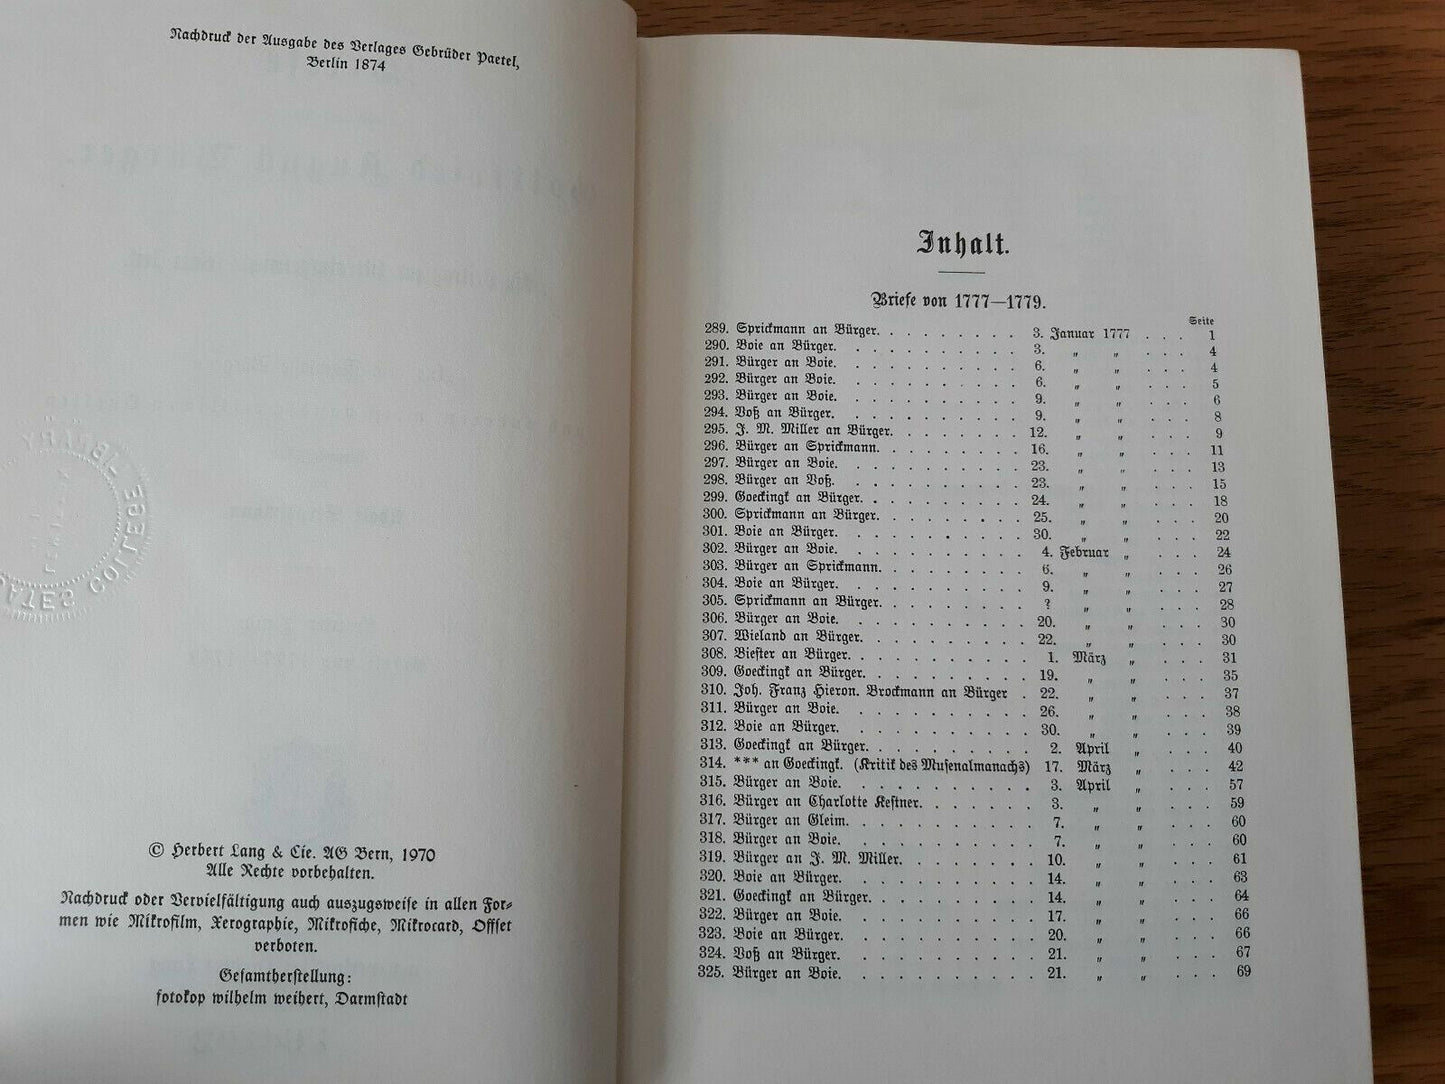 Nachdruck der Ausgabe des Verlages Gebrüder Paetel,
Berlin 1874
© Herbert Lang & Cie. AG Bern, 1970
Alle Rechte vorbehalten.
Nachdruck oder Vervielfältigung auch auszugsweise in allen For-
men wie Mikrofilm, Xerographie, Mikrofiche, Mikrocard, Offset
verboten.
Gesamtherstellung:
fotokop wilhelm weihert, Darmstadt
Inhalt.
Briefe von 1777—1779.
Seite
289. Sprickmann an Bürger. . . . . . . . . 3. Januar 1777 . . . 1
290. Boie an Bürger. . . . . . . . . 3. " " . . . 4
291. Bürger an Boie. . . . . . . . . 6. " " . . . 4
292. Bürger an Boie. . . . . . . . . 6. " " . . . 5
293. Bürger an Boie. . . . . . . . . 9. " " . . . 6
294. Voß an Bürger. . . . . . . . . 9. " " . . . 8
295. J. M. Miller an Bürger. . . . . . . . 12. " " . . . 9
296. Bürger an Sprickmann. . . . . . . . . 16. " " . . . 11
297. Bürger an Boie. . . . . . . . . 23. " " . . . 13
298. Bürger an Voß. . . . . . . . . 23. " " . . . 15
299. Goeckingk an Bürger. . . . . . . . . 24. " " . . . 18
300. Sprickmann an Bürger. . . . . . . . . 25. " " . . . 20
301. Boie an Bürger. . . . . . . . . 30. " " . . . 22
302. Bürger an Boie. . . . . . . . . 4. Februar " . . . 24
303. Bürger an Sprickmann. . . . . . . . . 6. " " . . . 26
304. Boie an Bürger. . . . . . . . . 9. " " . . . 27
305. Sprickmann an Bürger. . . . . . . . . ? " " . . . 28
306. Bürger an Boie. . . . . . . . . 20. " " . . . 30
307. Wieland an Bürger. . . . . . . . . 22. " " . . . 30
308. Biester an Bürger. . . . . . . . . 1. März " . . . 31
309. Goeckingk an Bürger. . . . . . . . . 19. " " . . . 35
310. Joh. Franz Hieron. Brockmann an Bürger . 22. " " . . . 37
311. Bürger an Boie. . . . . . . . . 26. " " . . . 38
312. Boie an Bürger. . . . . . . . . 30. " " . . . 39
313. Goeckingk an Bürger. . . . . . . . . 2. April " . . . 40
314. *** an Goeckingk. (Kritik des Musenalmanachs) 17. März " . . . 42
315. Bürger an Boie. . . . . . . . . 3. April " . . . 57
316. Bürger an Charlotte Kestner. . . . . . . 3. " " . . . 59
317. Bürger an Gleim. . . . . . . . . 7. " " . . . 60
318. Bürger an Boie. . . . . . . . . 7. " " . . . 60
319. Bürger an J. M. Miller. . . . . . . . 10. " " . . . 61
320. Boie an Bürger. . . . . . . . . 14. " " . . . 63
321. Goeckingk an Bürger. . . . . . . . . 14. " " . . . 64
322. Bürger an Boie. . . . . . . . . 17. " " . . . 66
323. Boie an Bürger. . . . . . . . . 20. " " . . . 66
324. Voß an Bürger. . . . . . . . . 21. " " . . . 67
325. Bürger an Boie. . . . . . . . . 21. " " . . . 69
LIBRARY
COLLEGE